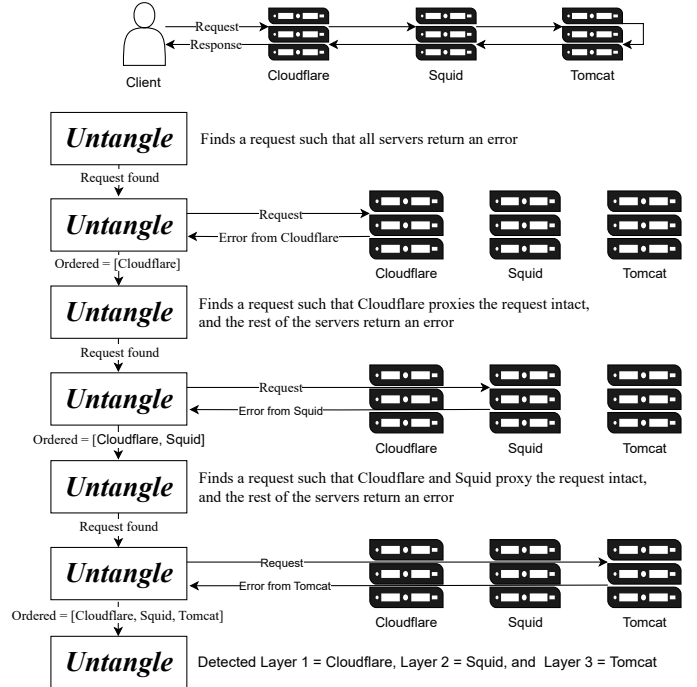 Request
Response
Client
Cloudflare
Squid
Tomcat
Untangle
Finds a request such that all servers return an error
Request found
Untangle
Request
Error from Cloudflare
Cloudflare
Squid
Tomcat
Ordered = [Cloudflare]
Untangle
Finds a request such that Cloudflare proxies the request intact,
and the rest of the servers return an error
Request found
Untangle
Request
Error from Squid
Cloudflare
Squid
Tomcat
Ordered = [Cloudflare, Squid]
Untangle
Finds a request such that Cloudflare and Squid proxy the request intact,
and the rest of the servers return an error
Request found
Untangle
Request
Error from Tomcat
Cloudflare
Squid
Tomcat
Ordered = [Cloudflare, Squid, Tomcat]
Untangle
Detected Layer 1 = Cloudflare, Layer 2 = Squid, and Layer 3 = Tomcat